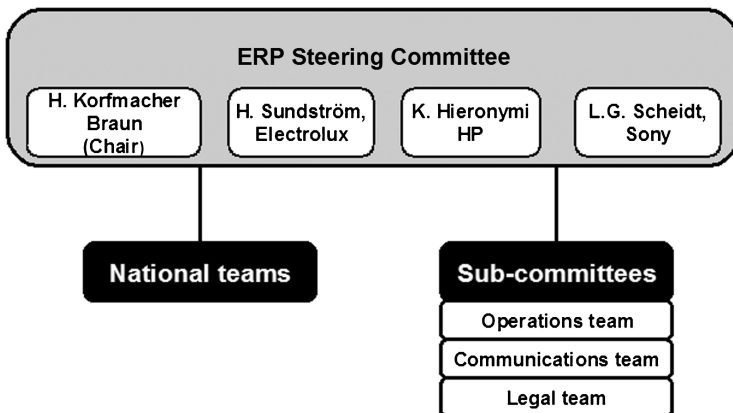 ERP Steering Committee
H. Korfmacher
Braun
(Chair)
H. Sundström,
Electrolux
K. Hieronymi
HP
L.G. Scheidt,
Sony
National teams
Sub-committees
Operations team
Communications team
Legal team